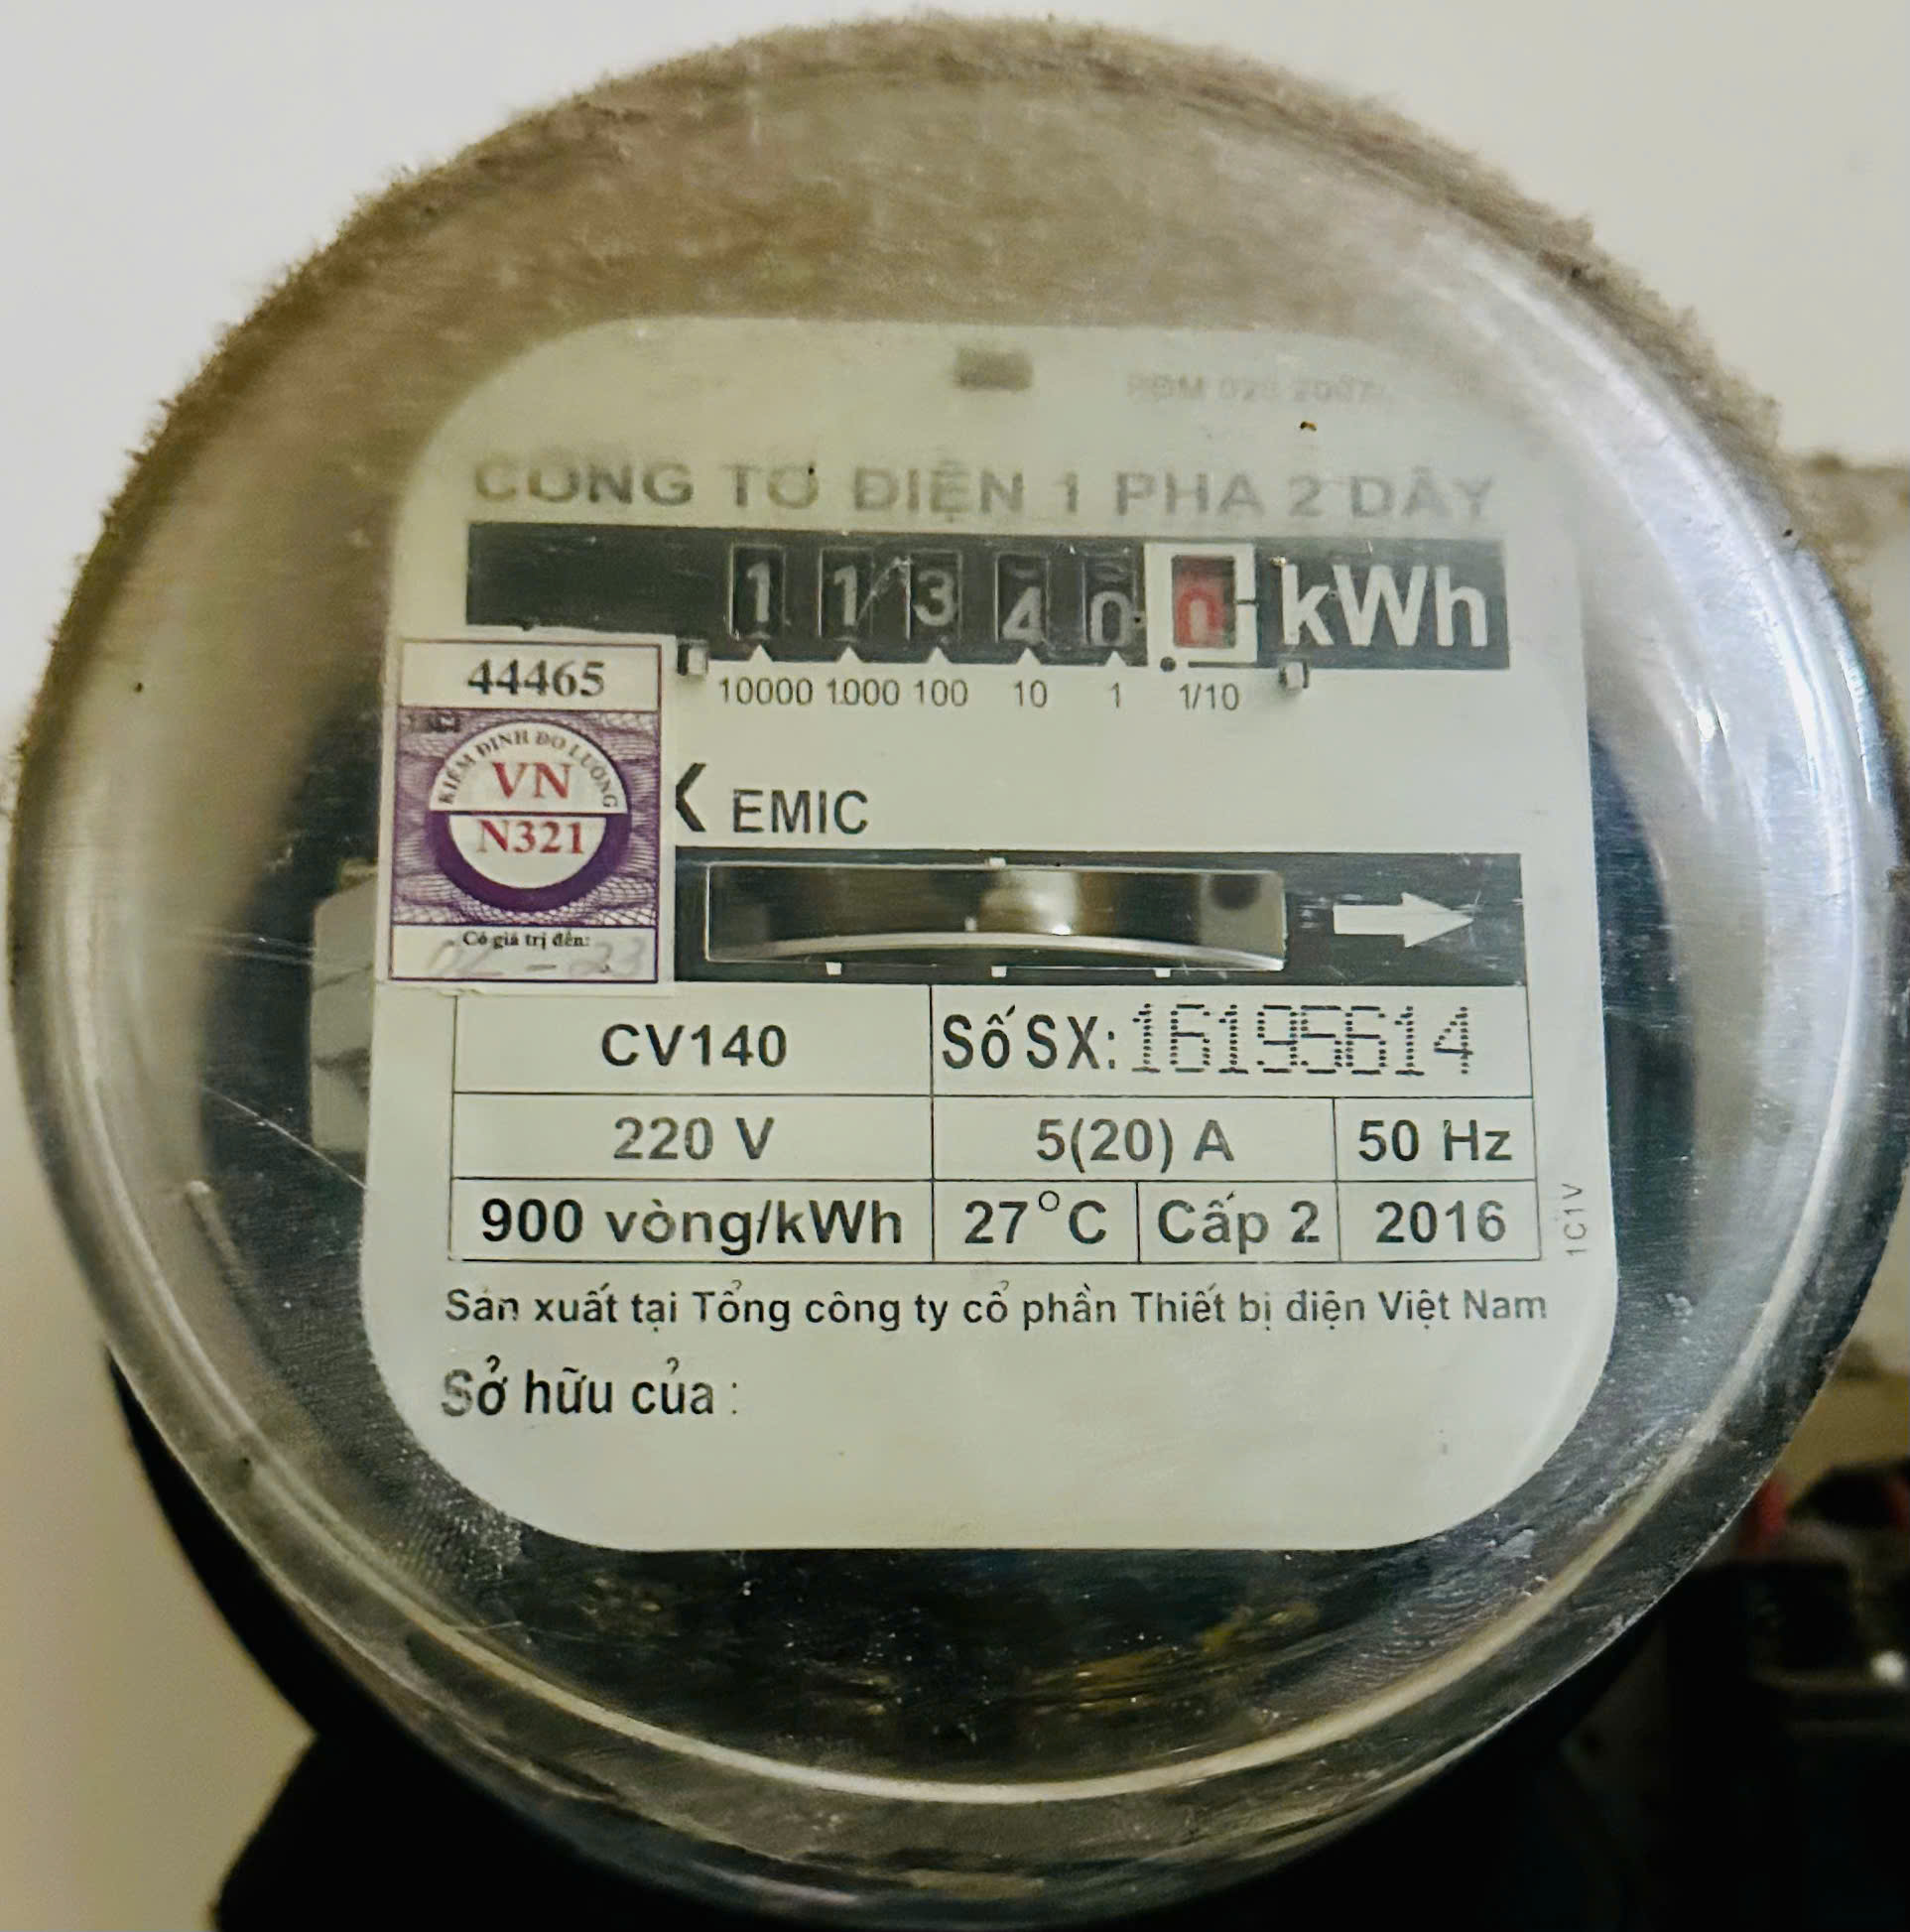 CÔNG TƠ ĐIỆN 1 PHA 2 DÂY
1 1 3 4 0 0 kWh
10000 1000 100 10 1 1/10
44465
KIỂM ĐỊNH ĐO LƯỜNG
VN
N321
Có giá trị đến:
EMIC
CV140 Số SX: 16195614
220 V 5(20) A 50 Hz
900 vòng/kWh 27°C Cấp 2 2016
1C1V
Sản xuất tại Tổng công ty cổ phần Thiết bị điện Việt Nam
Sở hữu của :